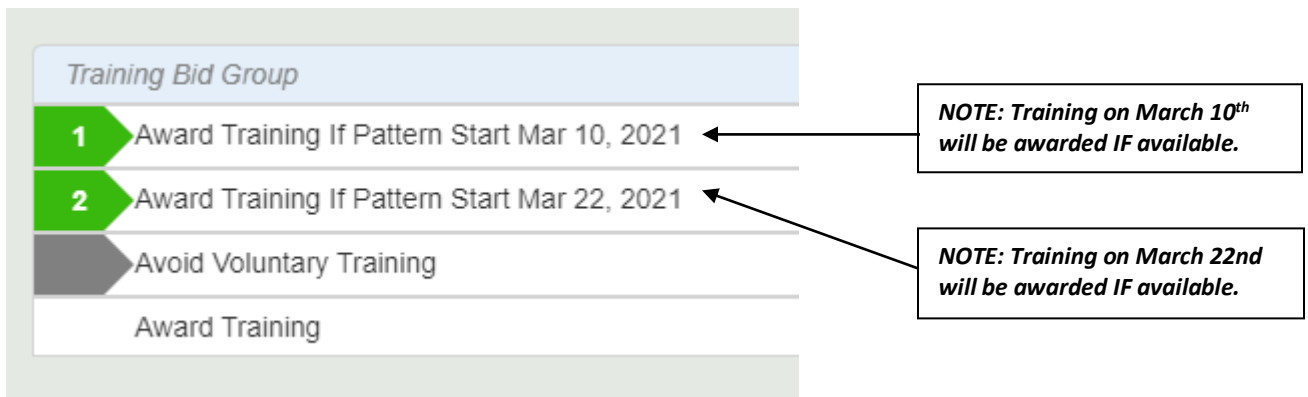 Training Bid Group
1 Award Training If Pattern Start Mar 10, 2021
2 Award Training If Pattern Start Mar 22, 2021
Avoid Voluntary Training
Award Training
NOTE: Training on March 10th
will be awarded IF available.
NOTE: Training on March 22nd
will be awarded IF available.